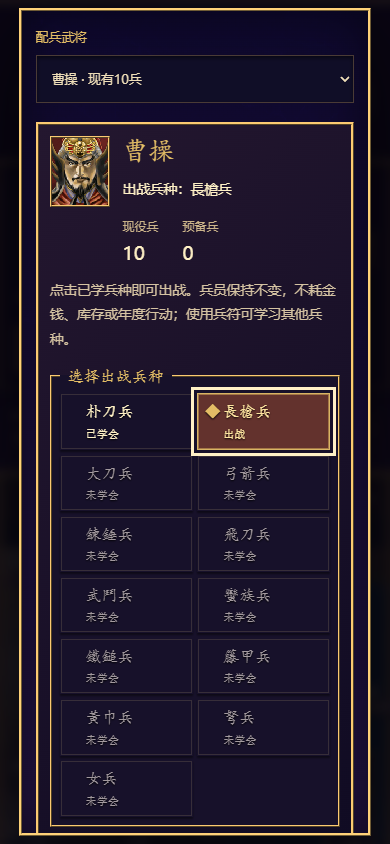 配兵武将
曹操 · 现有10兵
曹操
出战兵种：長槍兵
现役兵 预备兵
10 0
点击已学兵种即可出战。兵员保持不变，不耗金
钱、库存或年度行动；使用兵符可学习其他兵
种。
选择出战兵种
朴刀兵 ◆長槍兵
已学会 出战
大刀兵 弓箭兵
未学会 未学会
鍊錘兵 飛刀兵
未学会 未学会
武鬥兵 蠻族兵
未学会 未学会
鐵鎚兵 藤甲兵
未学会 未学会
黃巾兵 弩兵
未学会 未学会
女兵
未学会